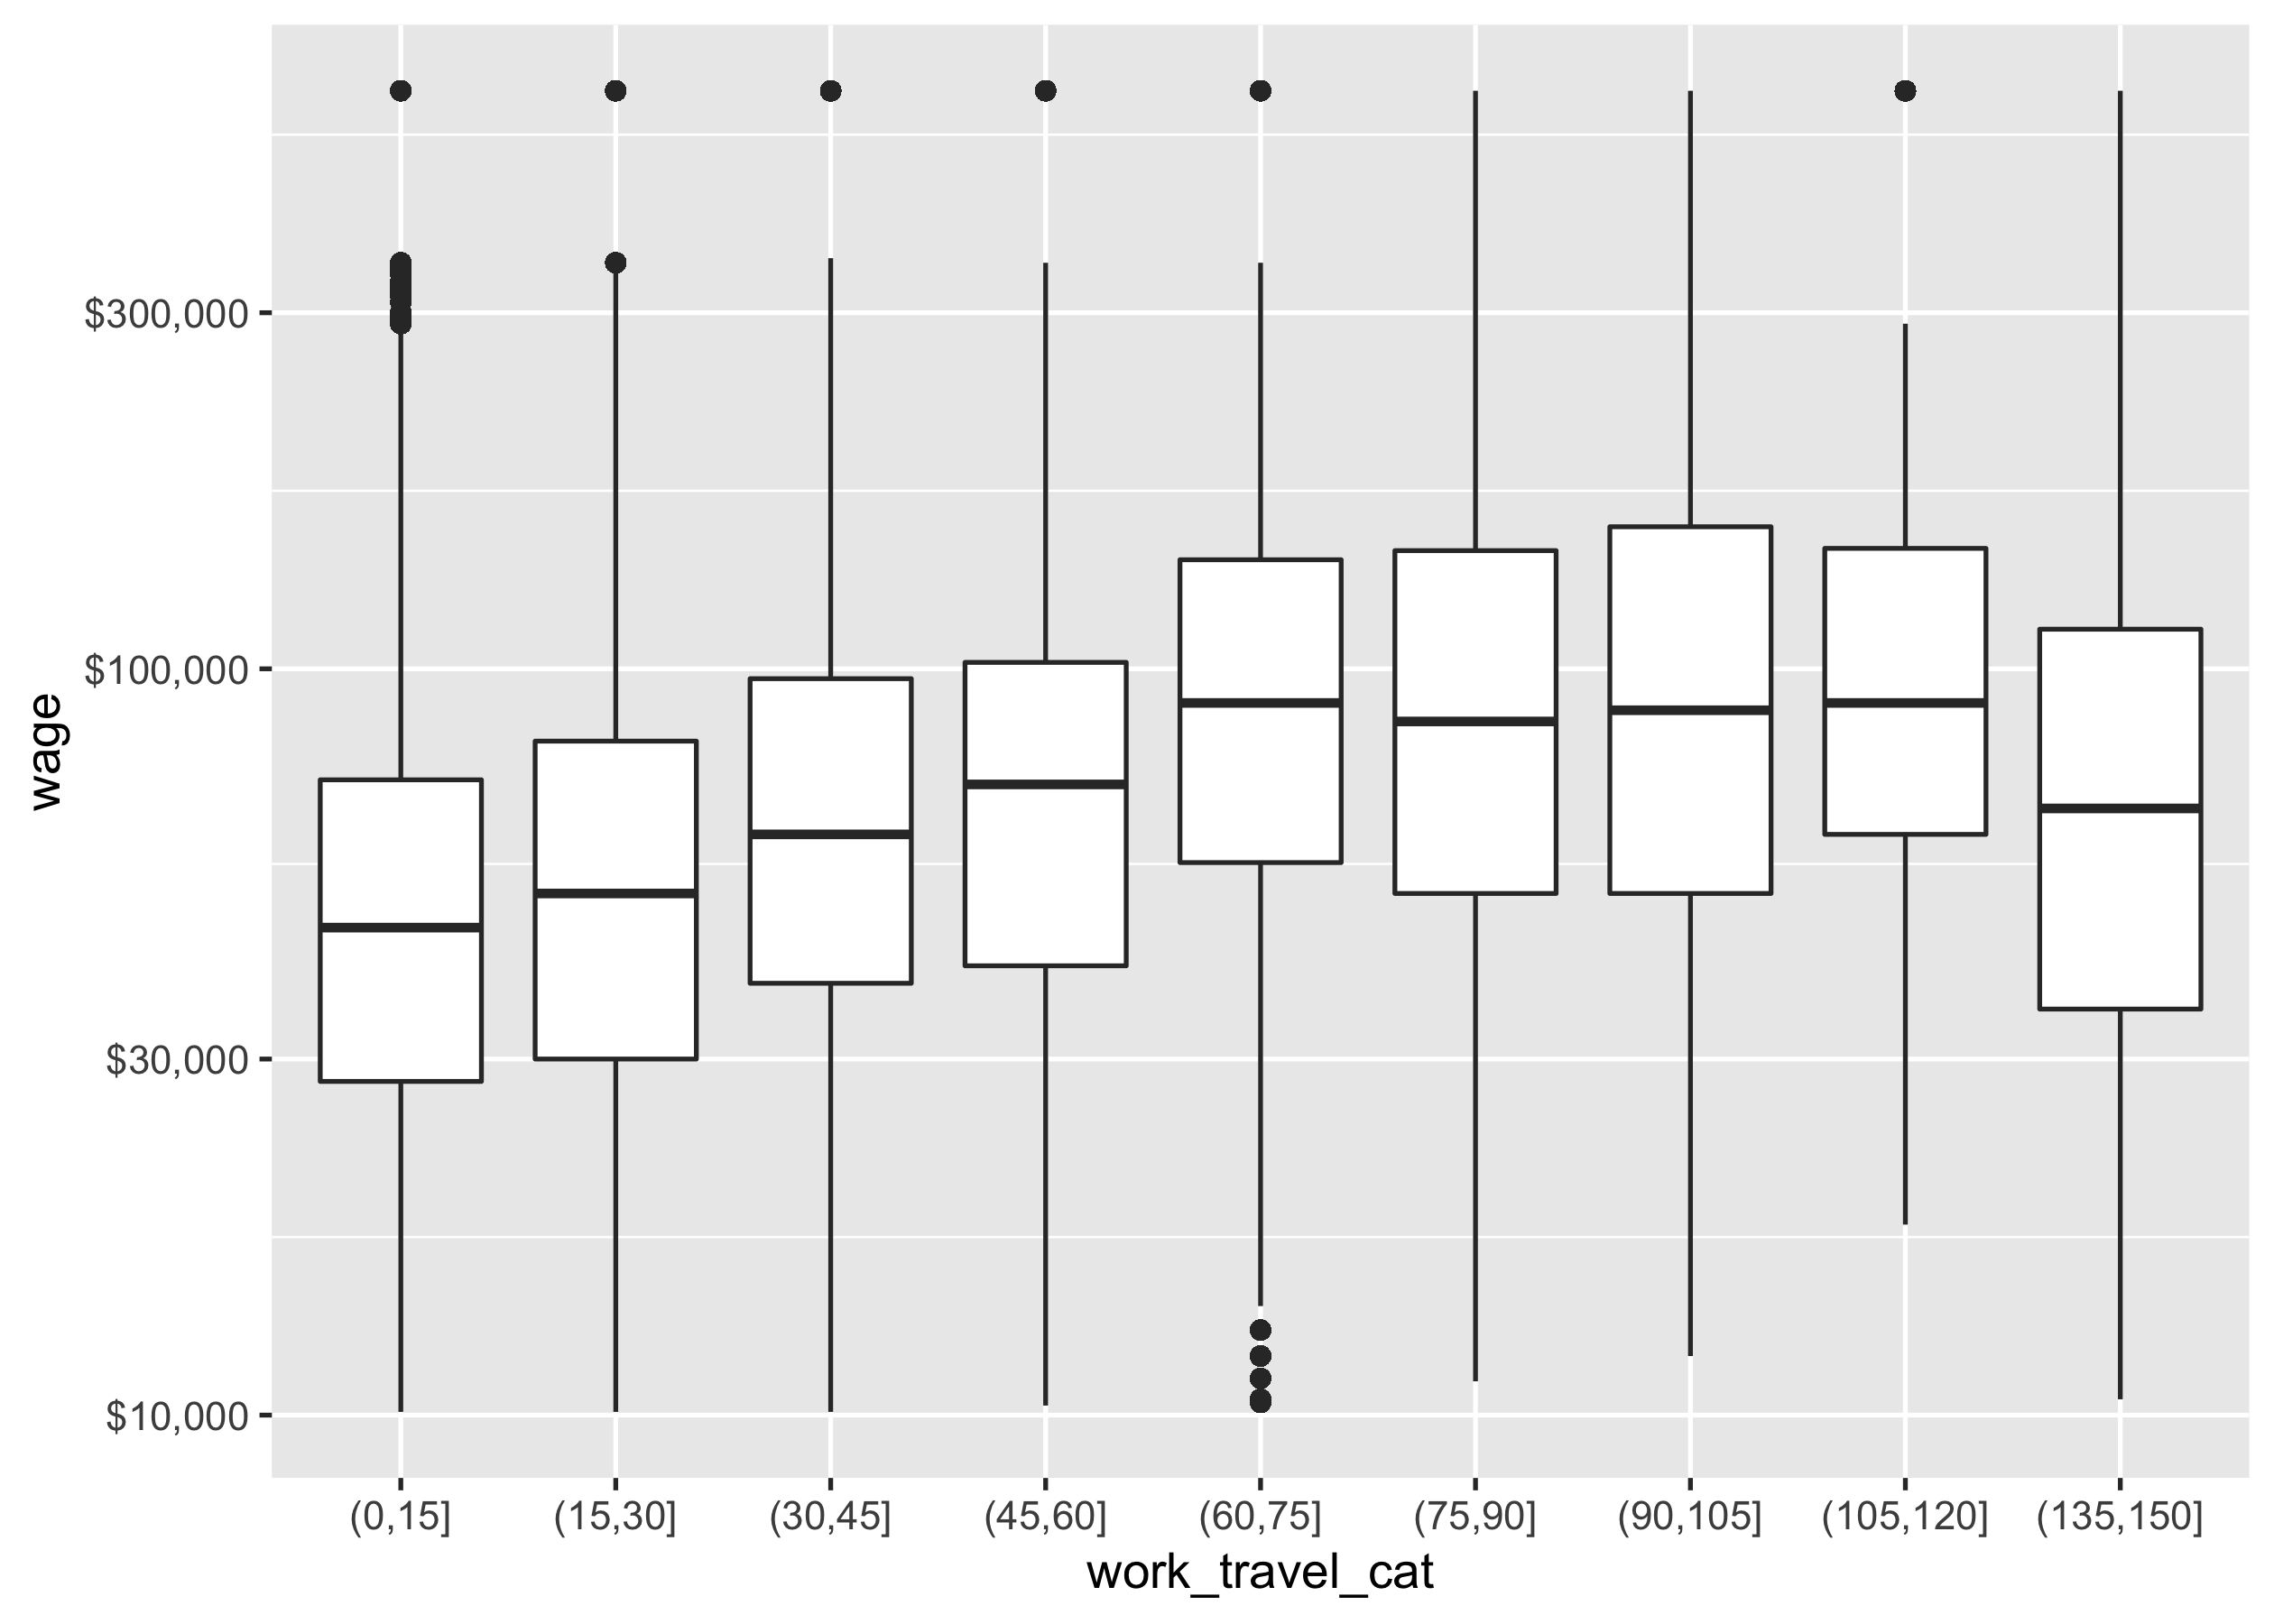 wage
$300,000
$100,000
$30,000
$10,000
(0,15] (15,30] (30,45] (45,60] (60,75] (75,90] (90,105] (105,120] (135,150]
work_travel_cat